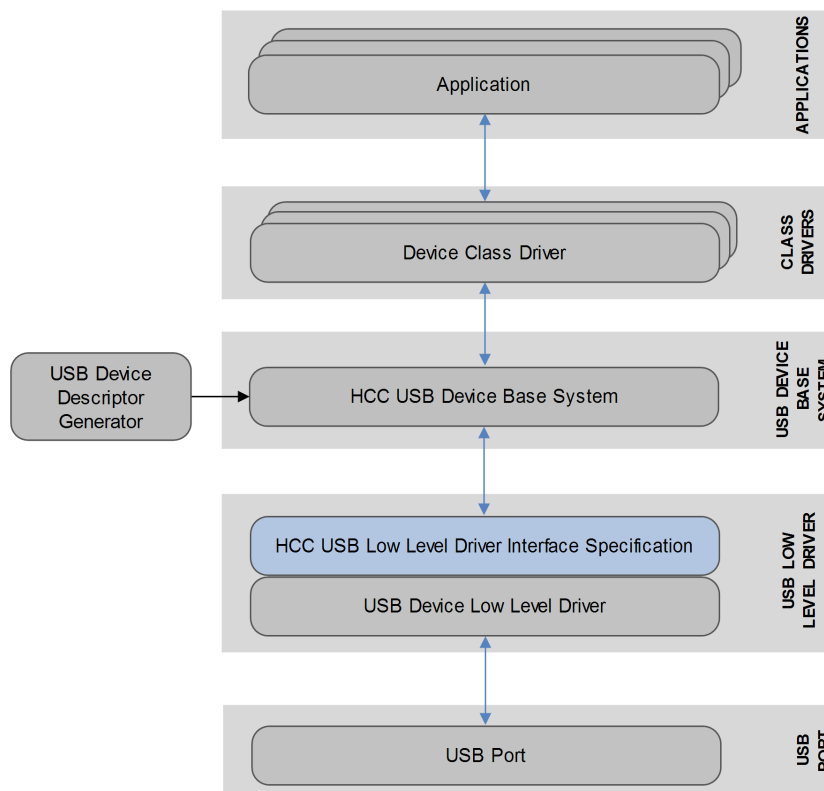 APPLICATIONS
Application
CLASS
DRIVERS
Device Class Driver
USB DEVICE
BASE
SYSTEM
USB Device
Descriptor
Generator
HCC USB Device Base System
USB LOW
LEVEL DRIVER
HCC USB Low Level Driver Interface Specification
USB Device Low Level Driver
USB
PORT
USB Port